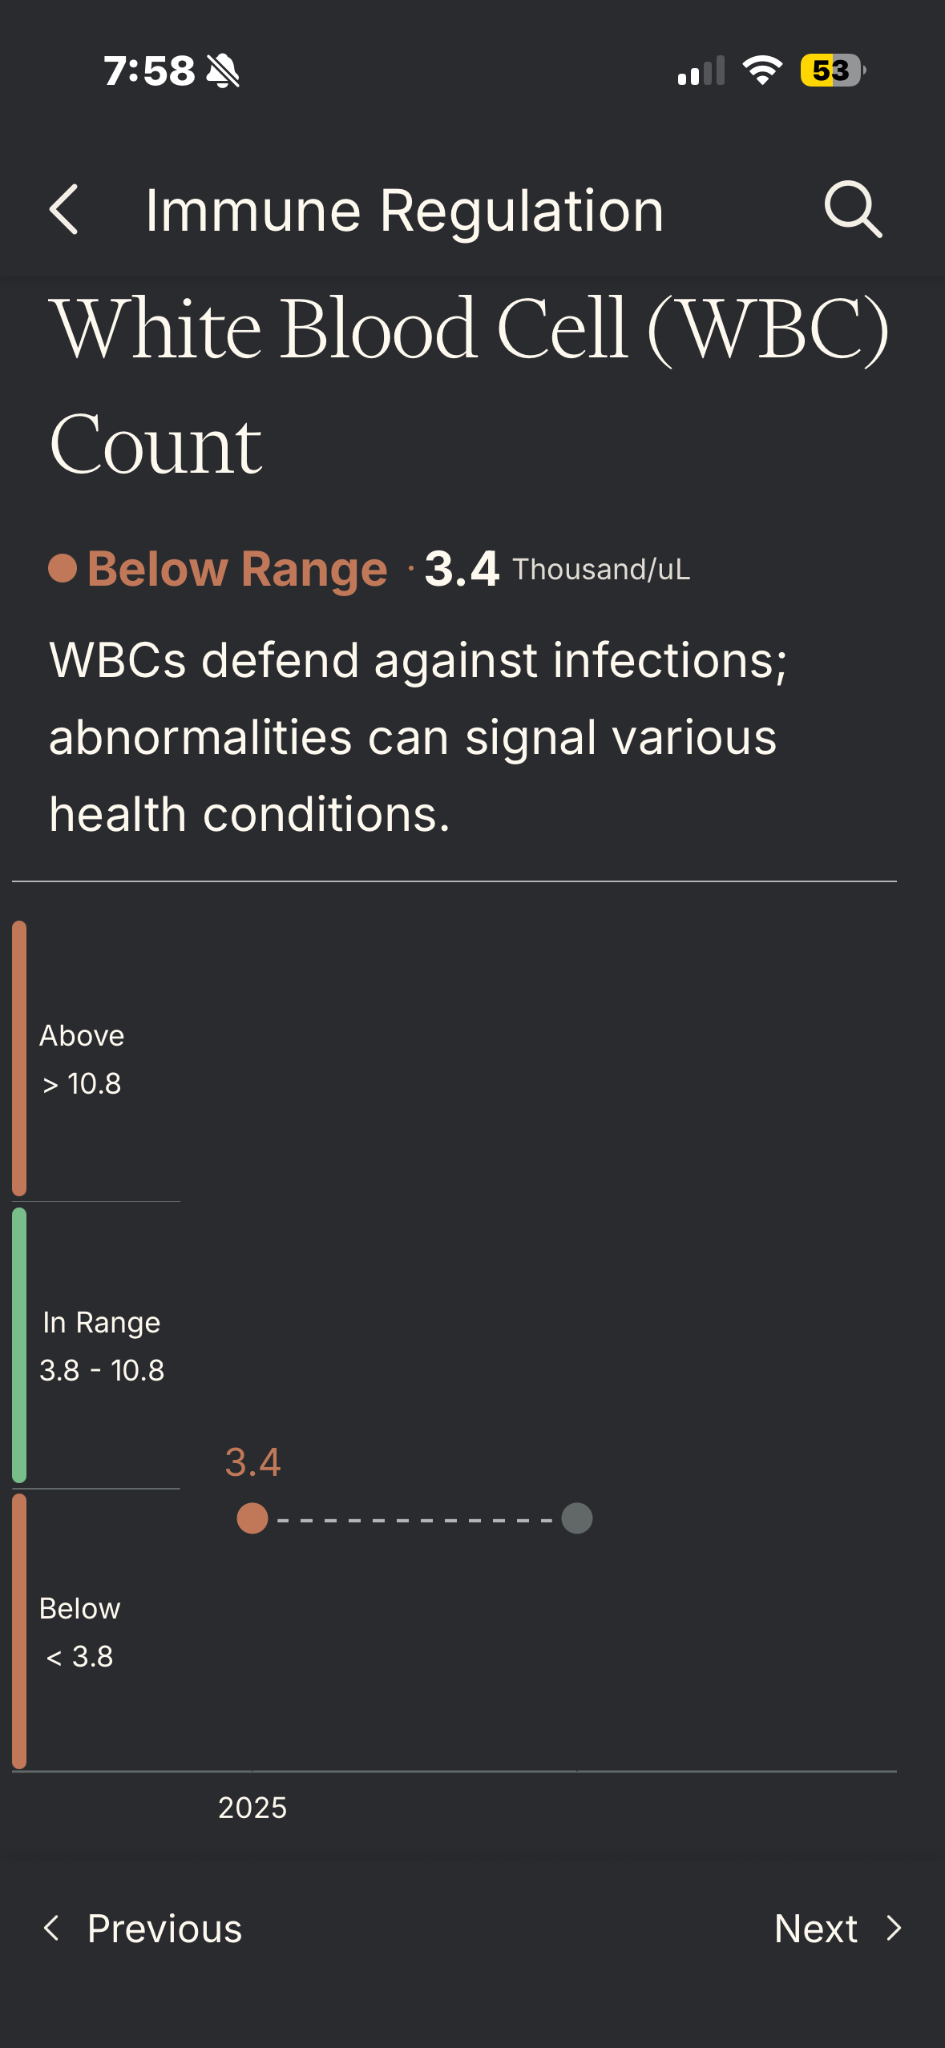 7:58
53
Immune Regulation
White Blood Cell (WBC)
Count
Below Range · 3.4 Thousand/uL
WBCs defend against infections;
abnormalities can signal various
health conditions.
Above
> 10.8
In Range
3.8 - 10.8
3.4
Below
< 3.8
2025
Previous
Next